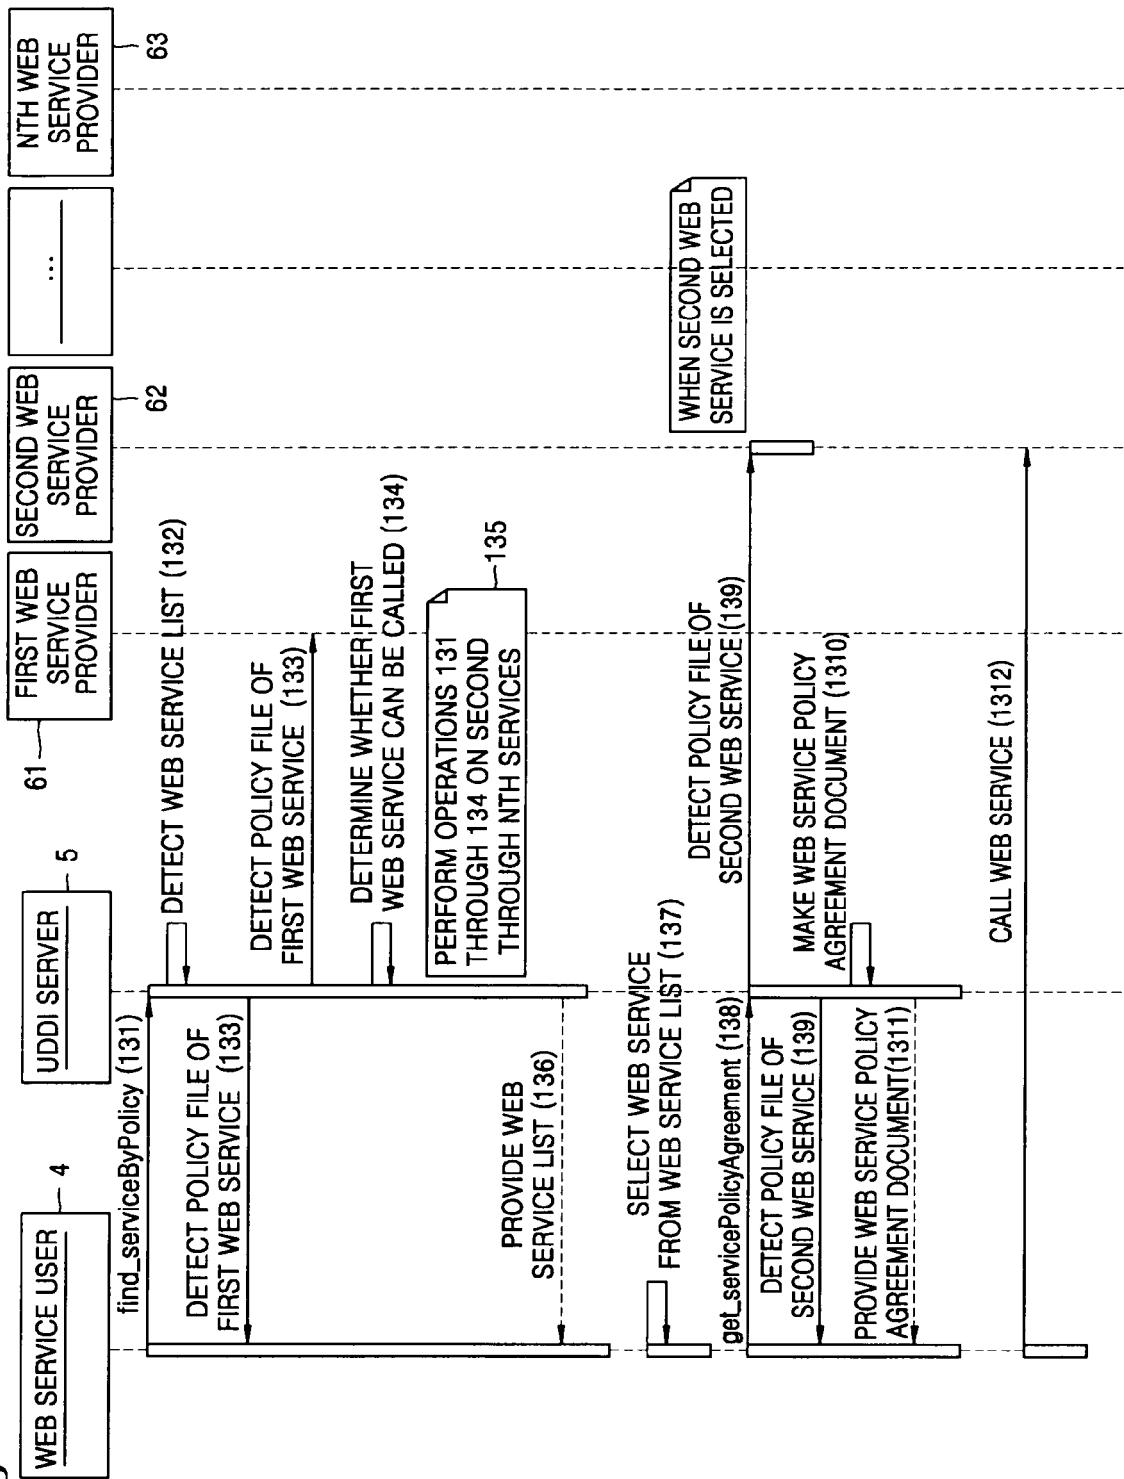 WEB SERVICE USER
4
UDDI SERVER
5
61
FIRST WEB
SERVICE
PROVIDER
SECOND WEB
SERVICE
PROVIDER
62
...
NTH WEB
SERVICE
PROVIDER
63
find_serviceByPolicy (131)
DETECT WEB SERVICE LIST (132)
DETECT POLICY FILE OF
FIRST WEB SERVICE (133)
DETECT POLICY FILE OF
FIRST WEB SERVICE (133)
DETERMINE WHETHER FIRST
WEB SERVICE CAN BE CALLED (134)
PERFORM OPERATIONS 131
THROUGH 134 ON SECOND
THROUGH NTH SERVICES
135
PROVIDE WEB
SERVICE LIST (136)
SELECT WEB SERVICE
FROM WEB SERVICE LIST (137)
WHEN SECOND WEB
SERVICE IS SELECTED
get_servicePolicyAgreement (138)
DETECT POLICY FILE OF
SECOND WEB SERVICE (139)
DETECT POLICY FILE OF
SECOND WEB SERVICE (139)
MAKE WEB SERVICE POLICY
AGREEMENT DOCUMENT (1310)
PROVIDE WEB SERVICE POLICY
AGREEMENT DOCUMENT(1311)
CALL WEB SERVICE (1312)